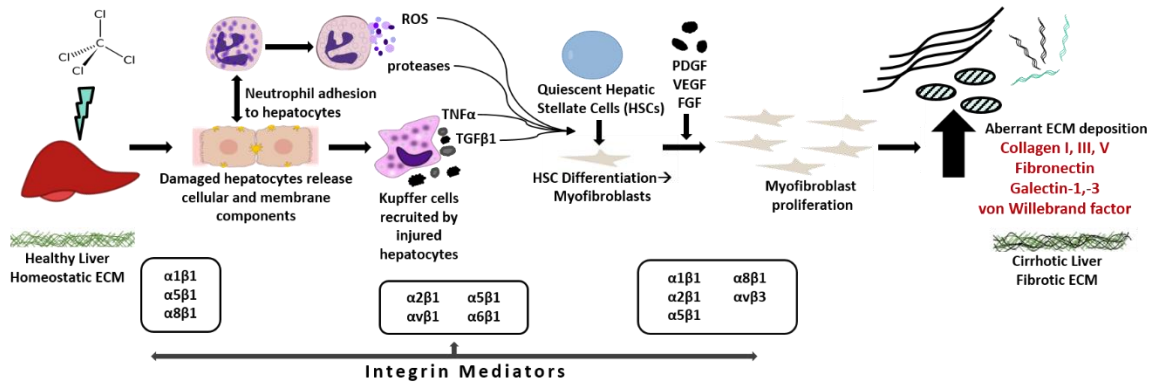 Cl
Cl
Cl
Cl
C
Healthy Liver
Homeostatic ECM
Neutrophil adhesion
to hepatocytes
Damaged hepatocytes release
cellular and membrane
components
ROS
proteases
TNFα
TGFβ1
Kupffer cells
recruited by
injured
hepatocytes
Quiescent Hepatic
Stellate Cells (HSCs)
HSC Differentiation→
Myofibroblasts
PDGF
VEGF
FGF
Myofibroblast
proliferation
Aberrant ECM deposition
Collagen I, III, V
Fibronectin
Galectin-1,-3
von Willebrand factor
Cirrhotic Liver
Fibrotic ECM
α1β1
α5β1
α8β1
α2β1 α5β1
αvβ1 α6β1
α1β1 α8β1
α2β1 αvβ3
α5β1
Integrin Mediators